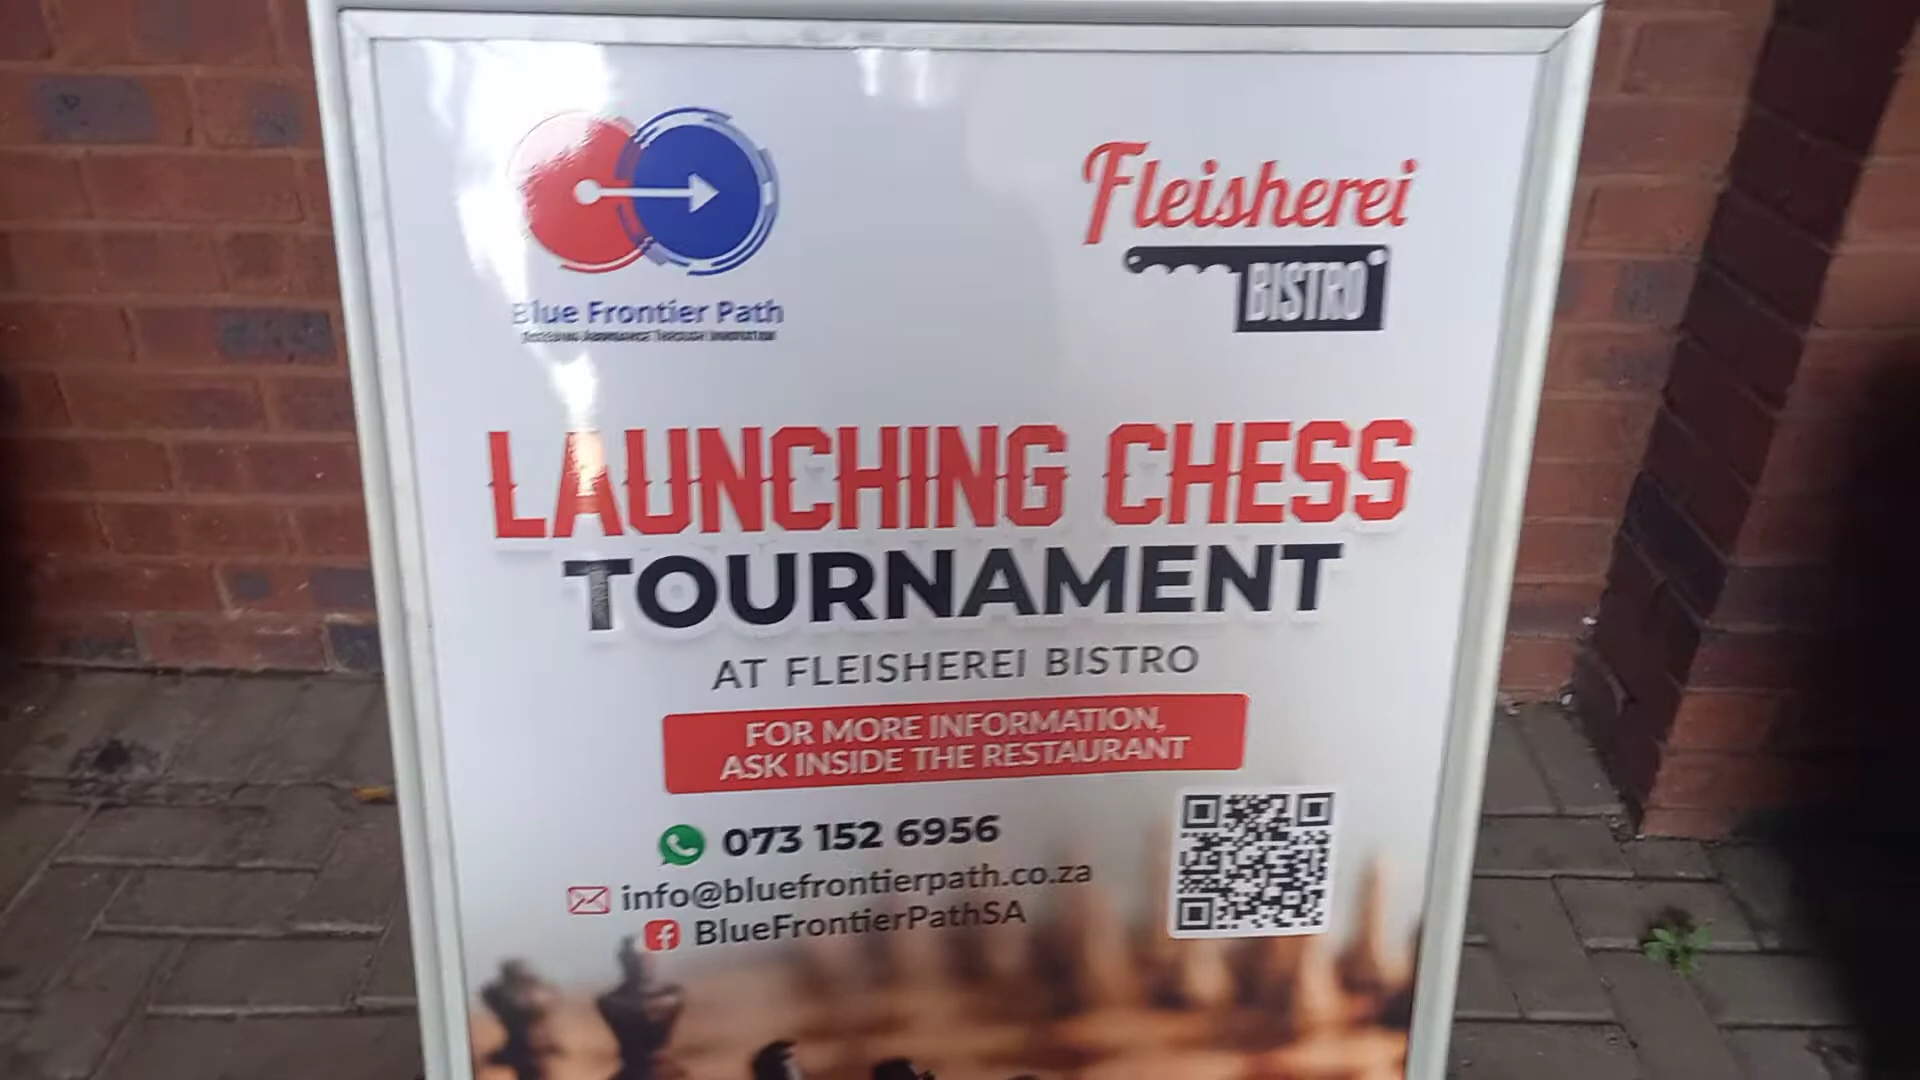 Blue Frontier Path
Fleisherei
BISTRO
LAUNCHING CHESS
TOURNAMENT
AT FLEISHEREI BISTRO
FOR MORE INFORMATION,
ASK INSIDE THE RESTAURANT
073 152 6956
info@bluefrontierpath.co.za
BlueFrontierPathSA